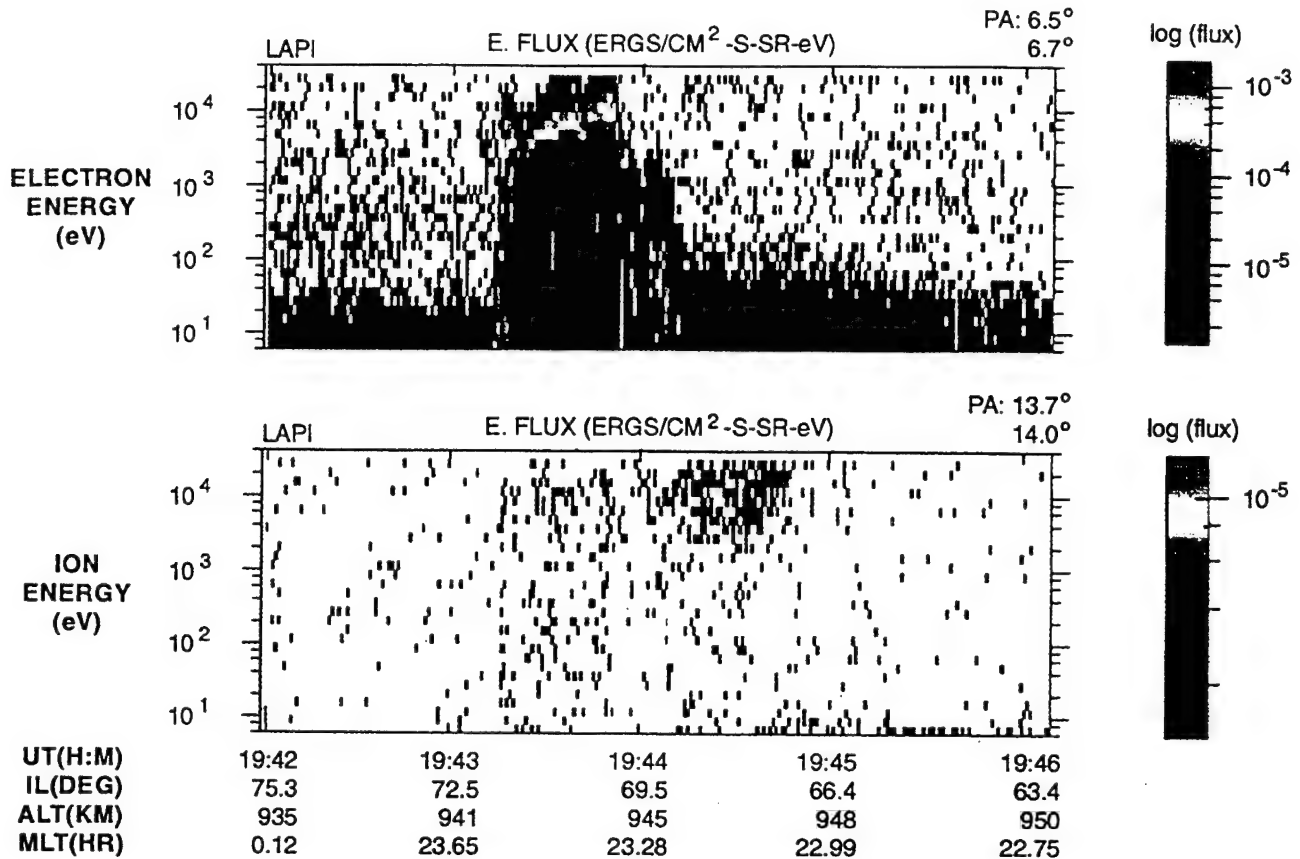 PA: 6.5°
LAPI E. FLUX (ERGS/CM² -S-SR-eV) 6.7°
log (flux)
10⁴
10³
10²
10¹
ELECTRON
ENERGY
(eV)
10⁻³
10⁻⁴
10⁻⁵
PA: 13.7°
LAPI E. FLUX (ERGS/CM² -S-SR-eV) 14.0°
log (flux)
10⁴
10³
10²
10¹
ION
ENERGY
(eV)
10⁻⁵
UT(H:M) 19:42 19:43 19:44 19:45 19:46
IL(DEG) 75.3 72.5 69.5 66.4 63.4
ALT(KM) 935 941 945 948 950
MLT(HR) 0.12 23.65 23.28 22.99 22.75